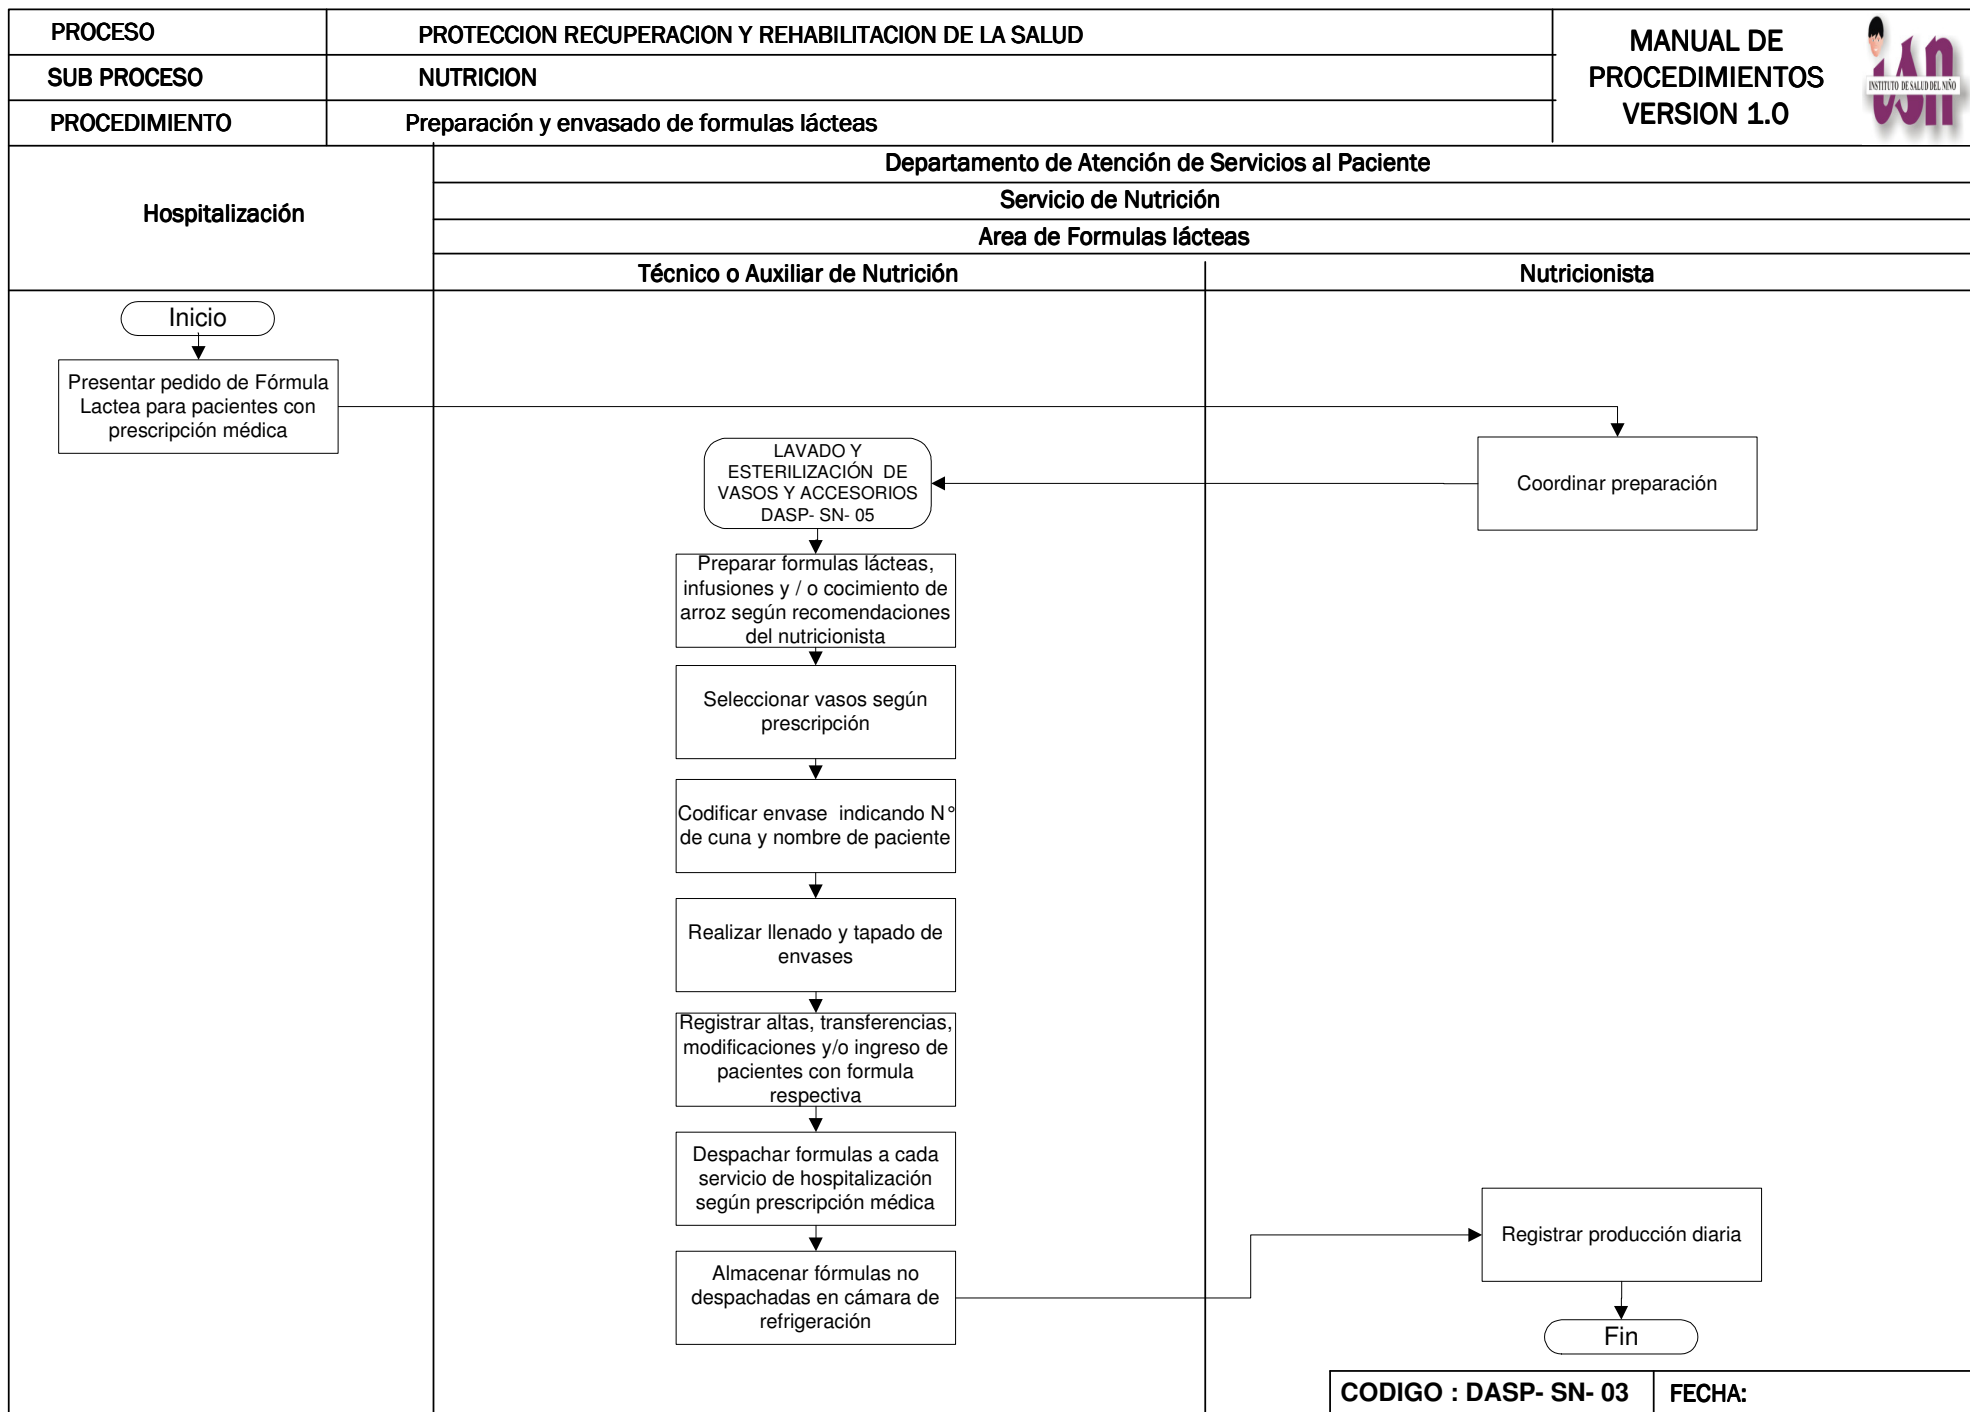 PROCESO
PROTECCION RECUPERACION Y REHABILITACION DE LA SALUD
SUB PROCESO
NUTRICION
PROCEDIMIENTO
Preparación y envasado de formulas lácteas
MANUAL DE
PROCEDIMIENTOS
VERSION 1.0
isn
INSTITUTO DE SALUD DEL NIÑO
Hospitalización
Departamento de Atención de Servicios al Paciente
Servicio de Nutrición
Area de Formulas lácteas
Técnico o Auxiliar de Nutrición
Nutricionista
Inicio
Presentar pedido de Fórmula
Lactea para pacientes con
prescripción médica
Coordinar preparación
LAVADO Y
ESTERILIZACIÓN DE
VASOS Y ACCESORIOS
DASP- SN- 05
Preparar formulas lácteas,
infusiones y / o cocimiento de
arroz según recomendaciones
del nutricionista
Seleccionar vasos según
prescripción
Codificar envase indicando N°
de cuna y nombre de paciente
Realizar llenado y tapado de
envases
Registrar altas, transferencias,
modificaciones y/o ingreso de
pacientes con formula
respectiva
Despachar formulas a cada
servicio de hospitalización
según prescripción médica
Almacenar fórmulas no
despachadas en cámara de
refrigeración
Registrar producción diaria
Fin
CODIGO : DASP- SN- 03
FECHA: